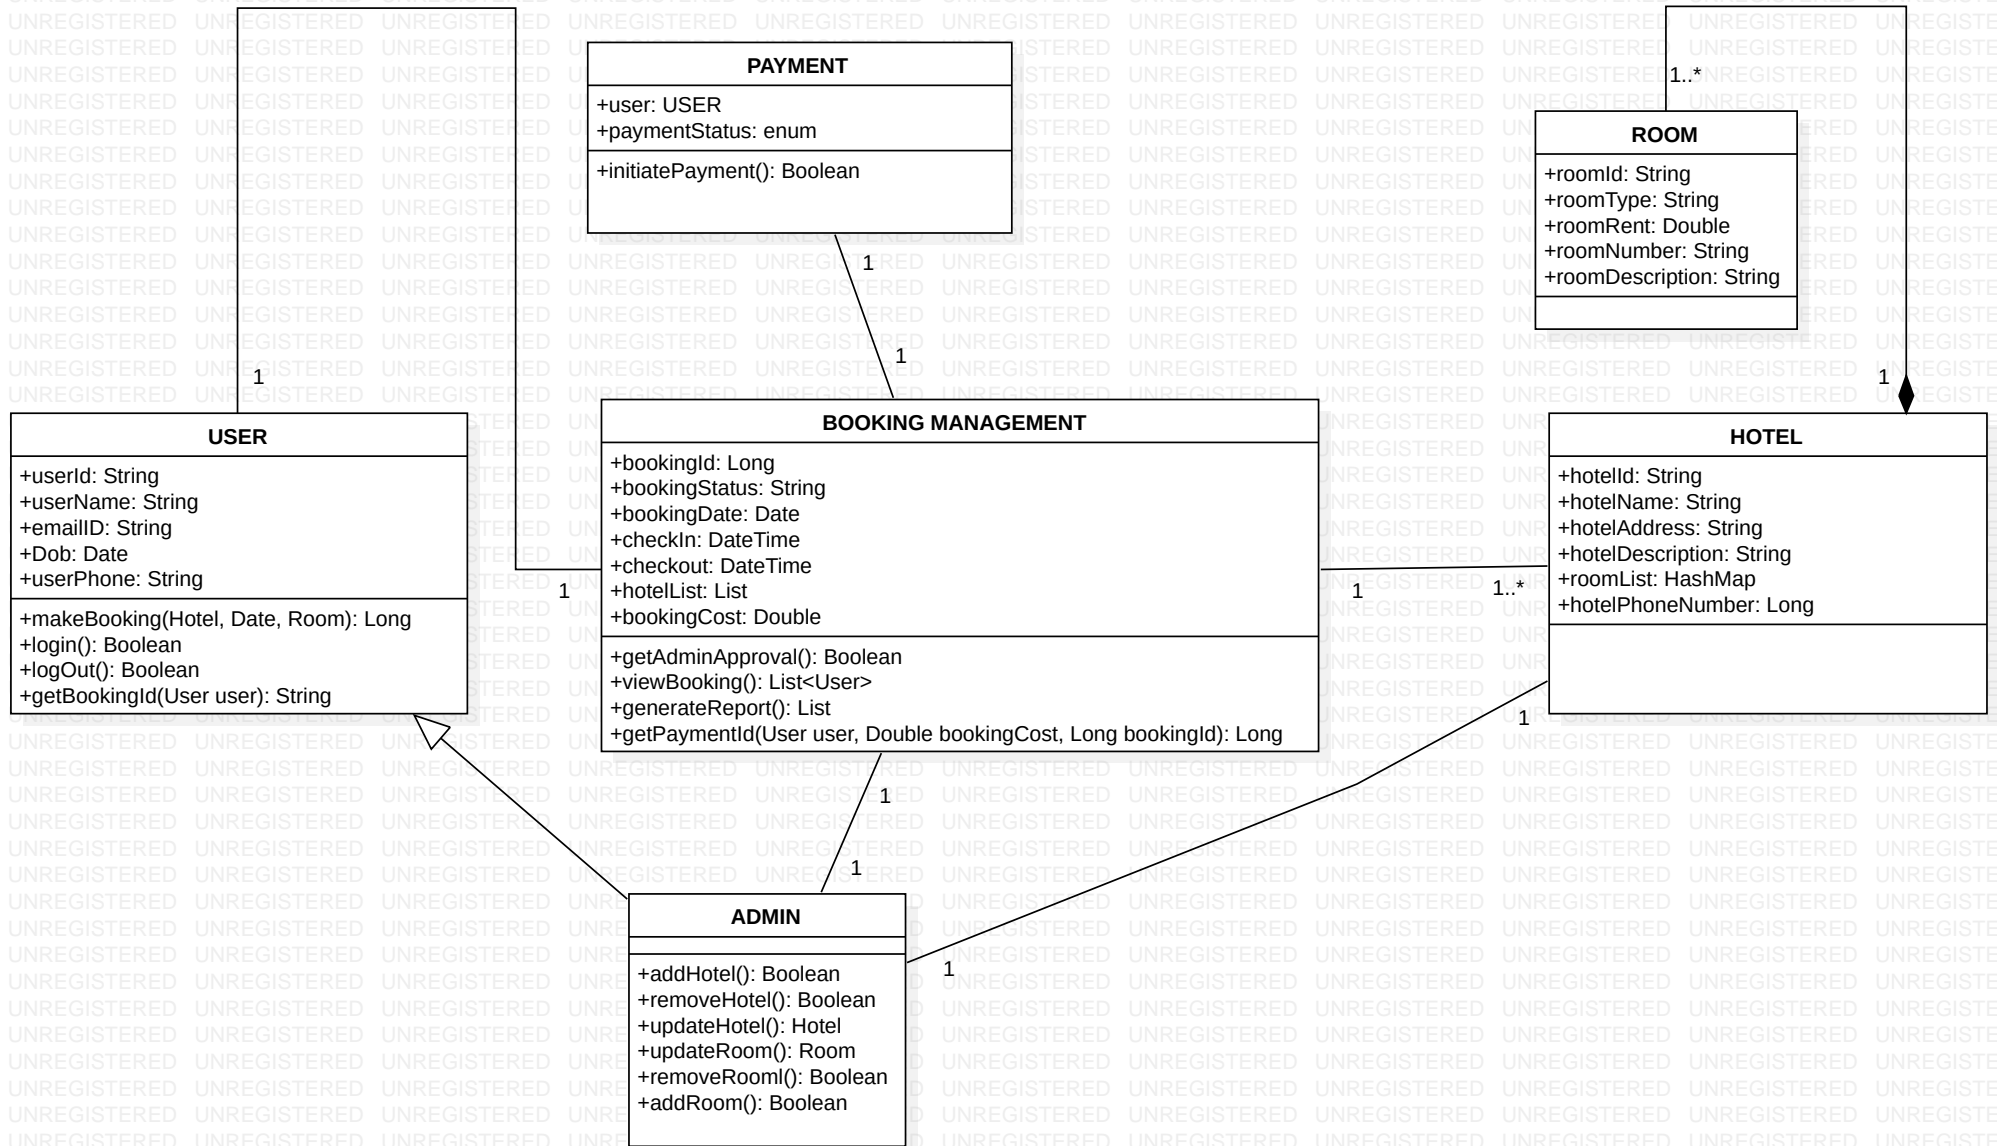 PAYMENT
+user: USER
+paymentStatus: enum
+initiatePayment(): Boolean
1
1
ROOM
+roomId: String
+roomType: String
+roomRent: Double
+roomNumber: String
+roomDescription: String
1..*
1
USER
+userId: String
+userName: String
+emailID: String
+Dob: Date
+userPhone: String
+makeBooking(Hotel, Date, Room): Long
+login(): Boolean
+logOut(): Boolean
+getBookingId(User user): String
1
1
BOOKING MANAGEMENT
+bookingId: Long
+bookingStatus: String
+bookingDate: Date
+checkIn: DateTime
+checkout: DateTime
+hotelList: List
+bookingCost: Double
+getAdminApproval(): Boolean
+viewBooking(): List<User>
+generateReport(): List
+getPaymentId(User user, Double bookingCost, Long bookingId): Long
1
1..*
HOTEL
+hotelId: String
+hotelName: String
+hotelAddress: String
+hotelDescription: String
+roomList: HashMap
+hotelPhoneNumber: Long
1
1
1
1
ADMIN
+addHotel(): Boolean
+removeHotel(): Boolean
+updateHotel(): Hotel
+updateRoom(): Room
+removeRooml(): Boolean
+addRoom(): Boolean
UNREGISTERED